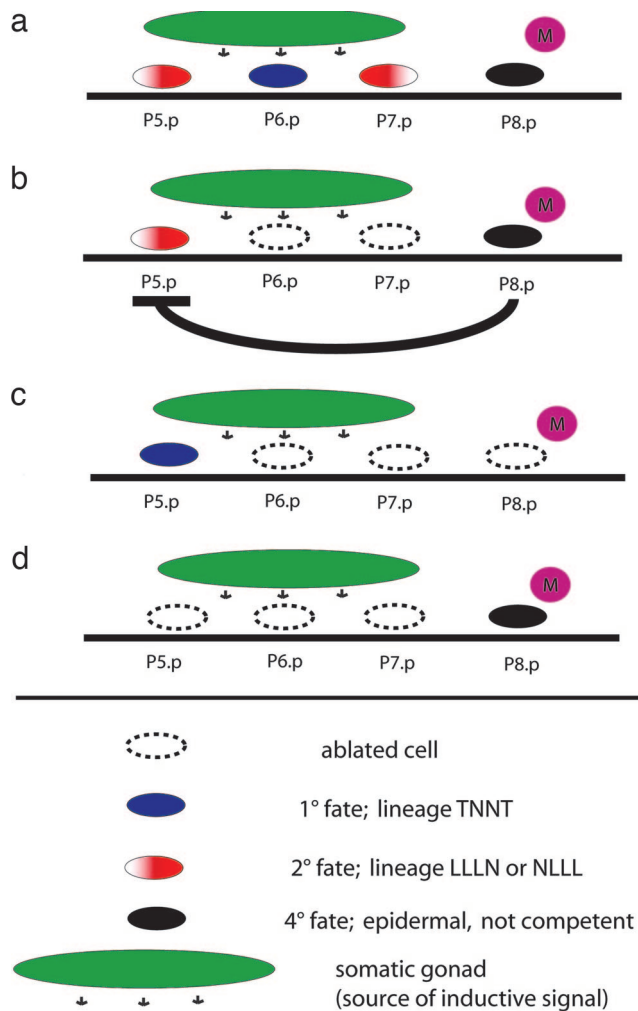 a
M
P5.p P6.p P7.p P8.p
b
M
P5.p P6.p P7.p P8.p
c
M
P5.p P6.p P7.p P8.p
d
M
P5.p P6.p P7.p P8.p
ablated cell
1° fate; lineage TNNT
2° fate; lineage LLLN or NLLL
4° fate; epidermal, not competent
somatic gonad
(source of inductive signal)